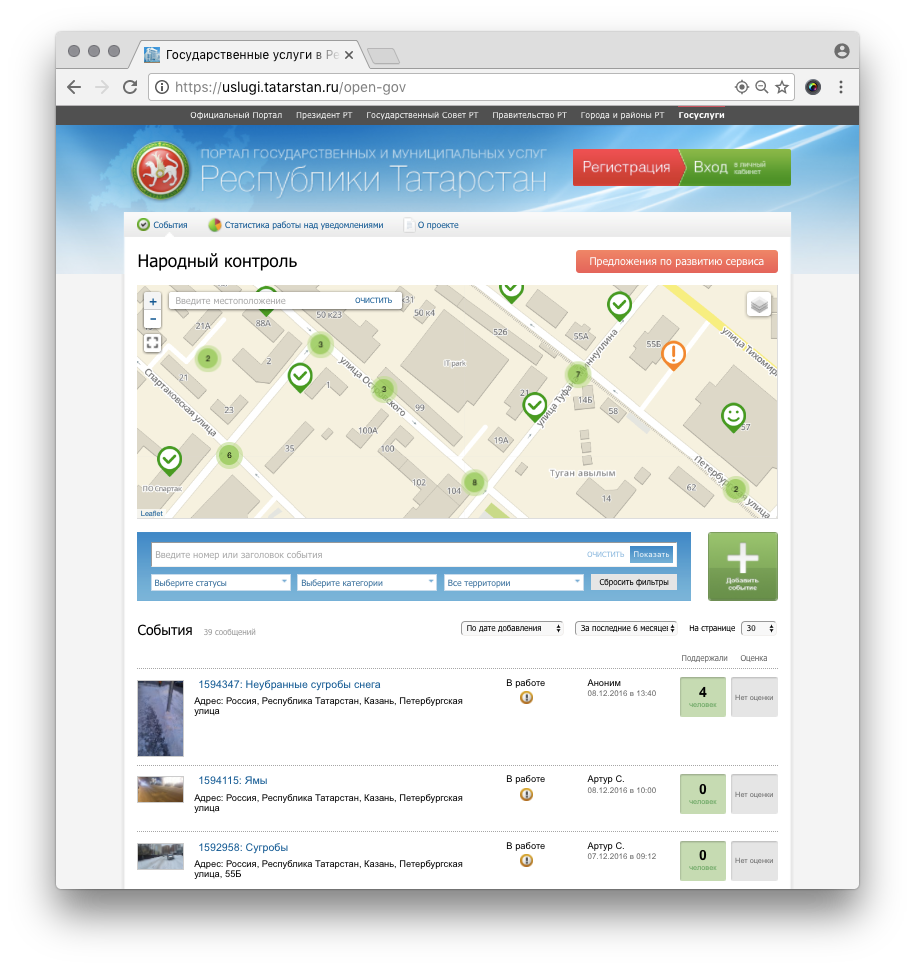 Государственные услуги в Ре
https://uslugi.tatarstan.ru/open-gov
Официальный Портал Президент РТ Государственный Совет РТ Правительство РТ Города и районы РТ Госуслуги
ПОРТАЛ ГОСУДАРСТВЕННЫХ И МУНИЦИПАЛЬНЫХ УСЛУГ
Республики Татарстан
Регистрация
Вход в личный кабинет
События Статистика работы над уведомлениями О проекте
Народный контроль
Предложения по развитию сервиса
+
−
Введите местоположение ОЧИСТИТЬ
к31
50 к23
50 к4
21А
88А
526
55А
55Б
улица Тихомир
2
3
2
iT park
7
21
1
улица Ос
ского
3
Спартаковская улица
23
99
14Б
58
57
100А
19А
улица Туфа
иннуллина
35
100
6
8
102
104
Туган авылым
14
62
2
Петербу
я улиц
ПО Спартак
Leaflet
Введите номер или заголовок события ОЧИСТИТЬ Показать
Выберите статусы Выберите категории Все территории Сбросить фильтры
Добавить
событие
События 39 сообщений
По дате добавления За последние 6 месяцев На странице 30
Поддержали Оценка
1594347: Неубранные сугробы снега
Адрес: Россия, Республика Татарстан, Казань, Петербургская
улица
В работе
Аноним
08.12.2016 в 13:40
4
человек
Нет оценки
1594115: Ямы
Адрес: Россия, Республика Татарстан, Казань, Петербургская
улица
В работе
Артур С.
08.12.2016 в 10:00
0
человек
Нет оценки
1592958: Сугробы
Адрес: Россия, Республика Татарстан, Казань, Петербургская
улица, 55Б
В работе
Артур С.
07.12.2016 в 09:12
0
человек
Нет оценки